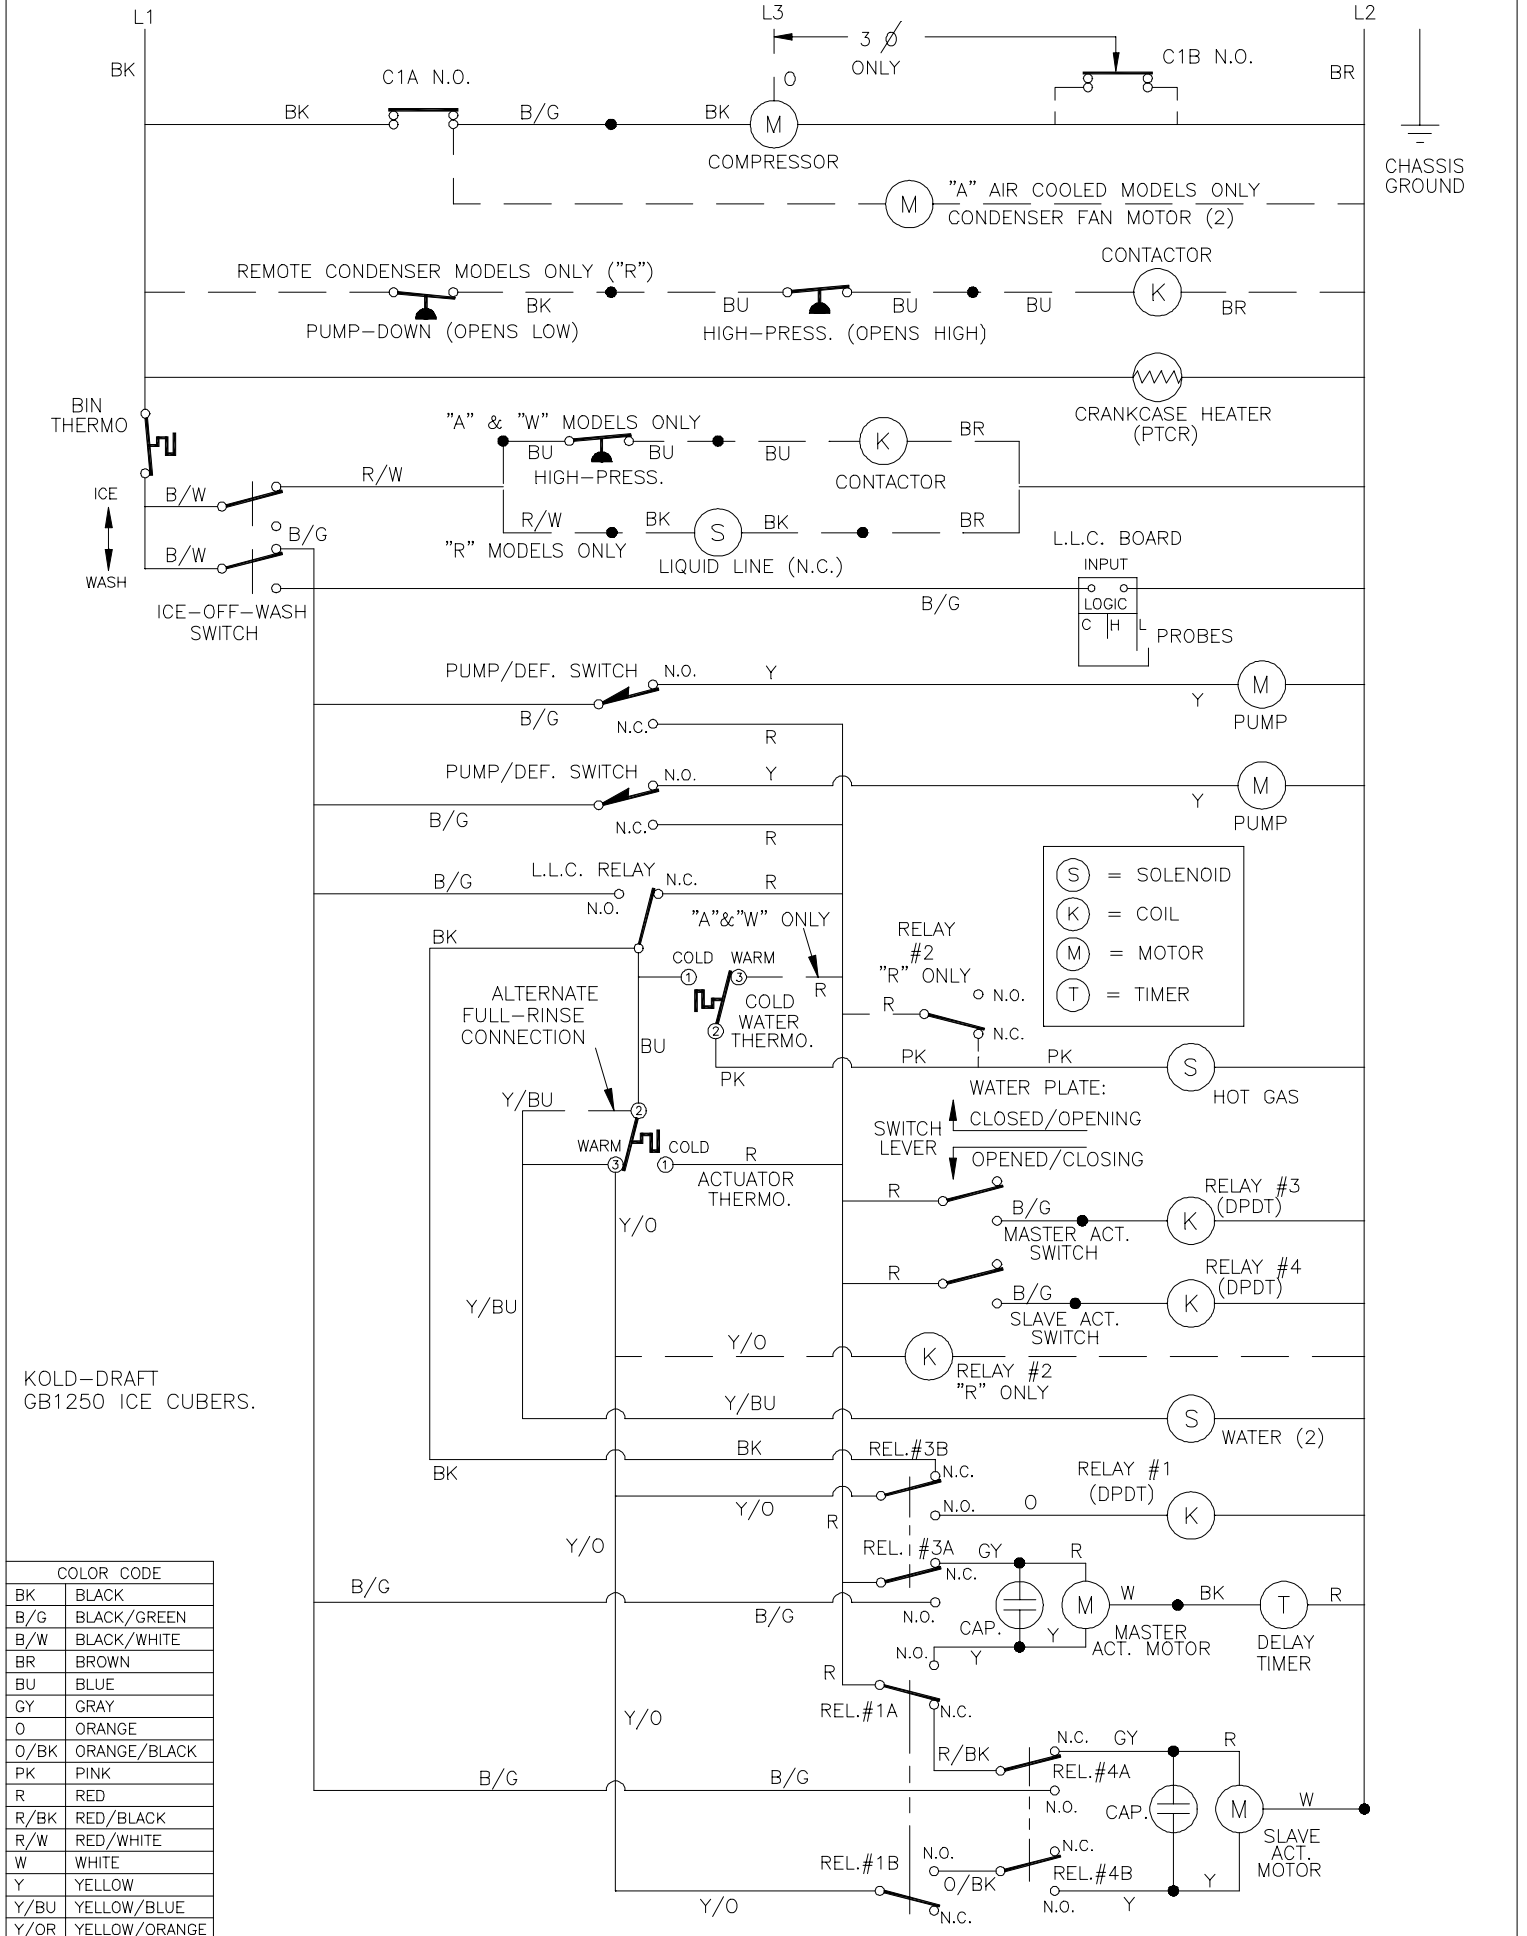 L1
L3
L2
3 Ø
ONLY
BK
C1A N.O.
C1B N.O.
BR
O
BK
B/G
BK
M
COMPRESSOR
CHASSIS
GROUND
M
"A" AIR COOLED MODELS ONLY
CONDENSER FAN MOTOR (2)
CONTACTOR
REMOTE CONDENSER MODELS ONLY ("R")
BK
BU
BU
BU
K
BR
PUMP-DOWN (OPENS LOW)
HIGH-PRESS. (OPENS HIGH)
BIN
THERMO
CRANKCASE HEATER
(PTCR)
"A" & "W" MODELS ONLY
BU
BU
BU
K
BR
HIGH-PRESS.
CONTACTOR
R/W
ICE
B/W
B/G
R/W
BK
S
BK
BR
"R" MODELS ONLY
LIQUID LINE (N.C.)
L.L.C. BOARD
INPUT
LOGIC
C H L
PROBES
B/W
WASH
B/G
ICE-OFF-WASH
SWITCH
PUMP/DEF. SWITCH
N.O.
Y
Y
M
PUMP
B/G
N.C.
R
PUMP/DEF. SWITCH
N.O.
Y
Y
M
PUMP
B/G
N.C.
R
L.L.C. RELAY
B/G
N.O.
N.C.
R
S = SOLENOID
K = COIL
M = MOTOR
T = TIMER
"A"&"W" ONLY
RELAY
#2
"R" ONLY
BK
COLD
WARM
1
3
R
R
N.O.
N.C.
COLD
WATER
THERMO.
2
ALTERNATE
FULL-RINSE
CONNECTION
BU
PK
PK
PK
S
HOT GAS
WATER PLATE:
CLOSED/OPENING
SWITCH
LEVER
OPENED/CLOSING
Y/BU
2
WARM
COLD
3
1
R
ACTUATOR
THERMO.
Y/O
R
B/G
MASTER ACT.
SWITCH
K
RELAY #3
(DPDT)
R
B/G
SLAVE ACT.
SWITCH
K
RELAY #4
(DPDT)
Y/BU
Y/O
K
RELAY #2
"R" ONLY
KOLD-DRAFT
GB1250 ICE CUBERS.
Y/BU
S
WATER (2)
BK
BK
REL.#3B
N.C.
N.O.
O
RELAY #1
(DPDT)
K
Y/O
R
Y/O
REL. #3A
N.C.
N.O.
GY
R
B/G
B/G
CAP.
M
W
BK
T
R
MASTER
ACT. MOTOR
DELAY
TIMER
Y
Y
N.O.
R
REL.#1A
N.C.
Y/O
R/BK
N.C.
GY
R
REL.#4A
N.O.
B/G
B/G
CAP.
M
W
SLAVE
ACT.
MOTOR
REL.#1B
N.O.
O/BK
N.C.
REL.#4B
N.O.
Y
Y
Y/O
N.C.
COLOR CODE
BK BLACK
B/G BLACK/GREEN
B/W BLACK/WHITE
BR BROWN
BU BLUE
GY GRAY
O ORANGE
O/BK ORANGE/BLACK
PK PINK
R RED
R/BK RED/BLACK
R/W RED/WHITE
W WHITE
Y YELLOW
Y/BU YELLOW/BLUE
Y/OR YELLOW/ORANGE